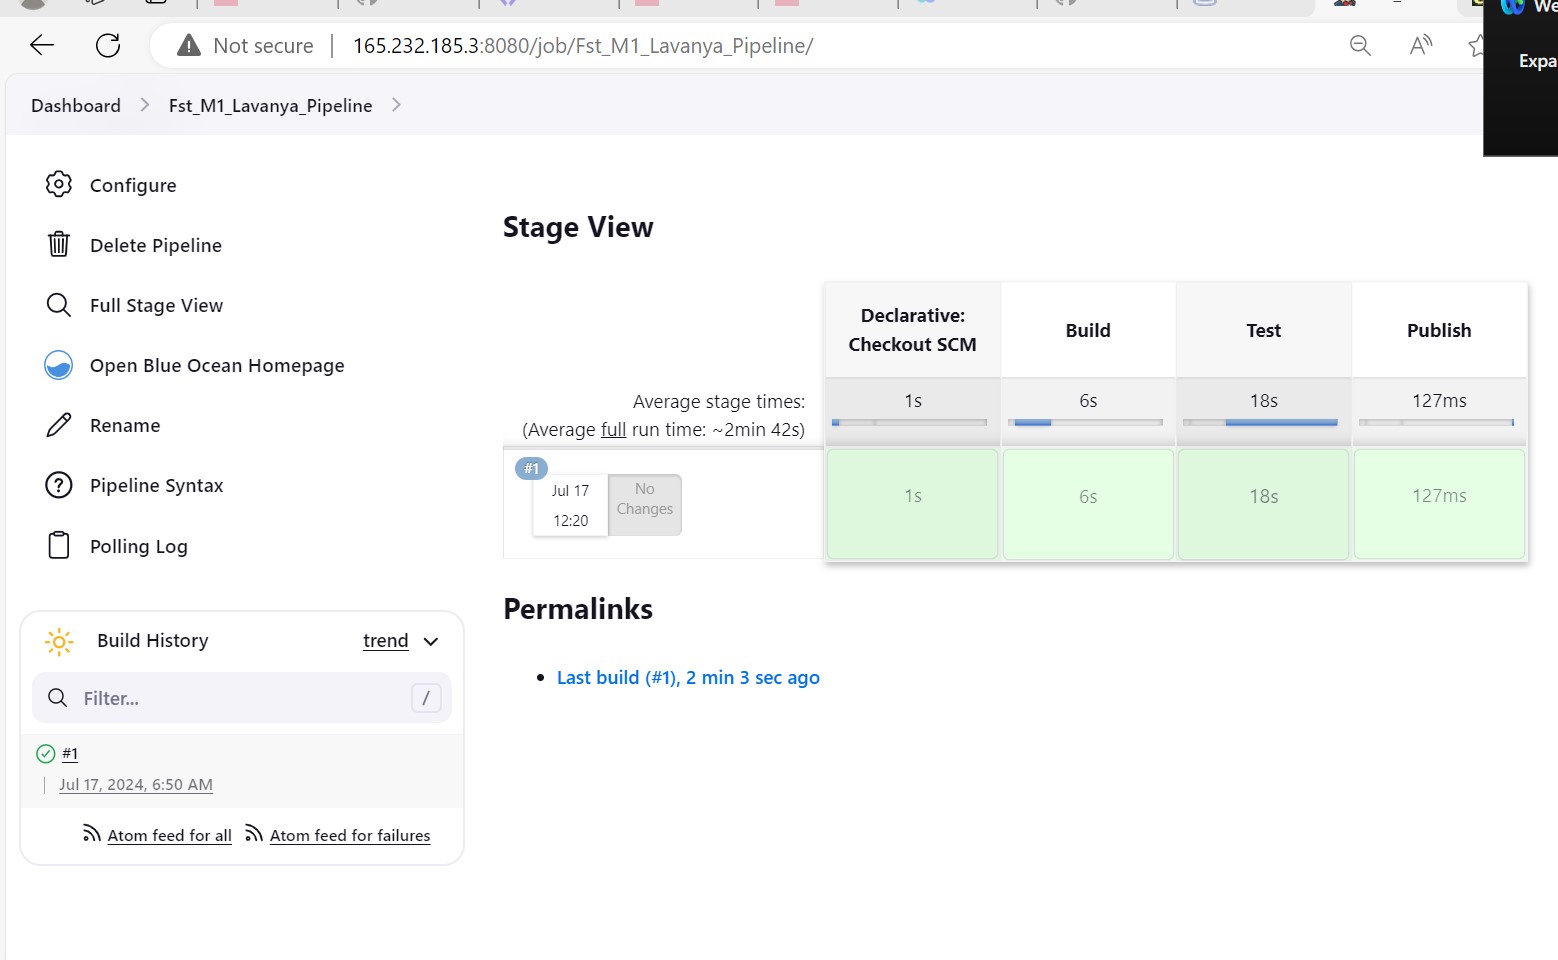 Not secure
165.232.185.3:8080/job/Fst_M1_Lavanya_Pipeline/
Dashboard
Fst_M1_Lavanya_Pipeline
Configure
Delete Pipeline
Full Stage View
Open Blue Ocean Homepage
Rename
Pipeline Syntax
Polling Log
Build History
trend
Filter...
/
#1
Jul 17, 2024, 6:50 AM
Atom feed for all
Atom feed for failures
Stage View
Declarative:
Checkout SCM
Build
Test
Publish
Average stage times:
(Average full run time: ~2min 42s)
1s
6s
18s
127ms
#1
Jul 17
12:20
No
Changes
1s
6s
18s
127ms
Permalinks
Last build (#1), 2 min 3 sec ago